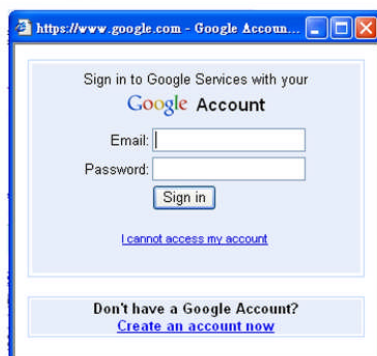 https://www.google.com - Google Accoun...
Sign in to Google Services with your
Google Account
Email:
Password:
Sign in
I cannot access my account
Don't have a Google Account?
Create an account now